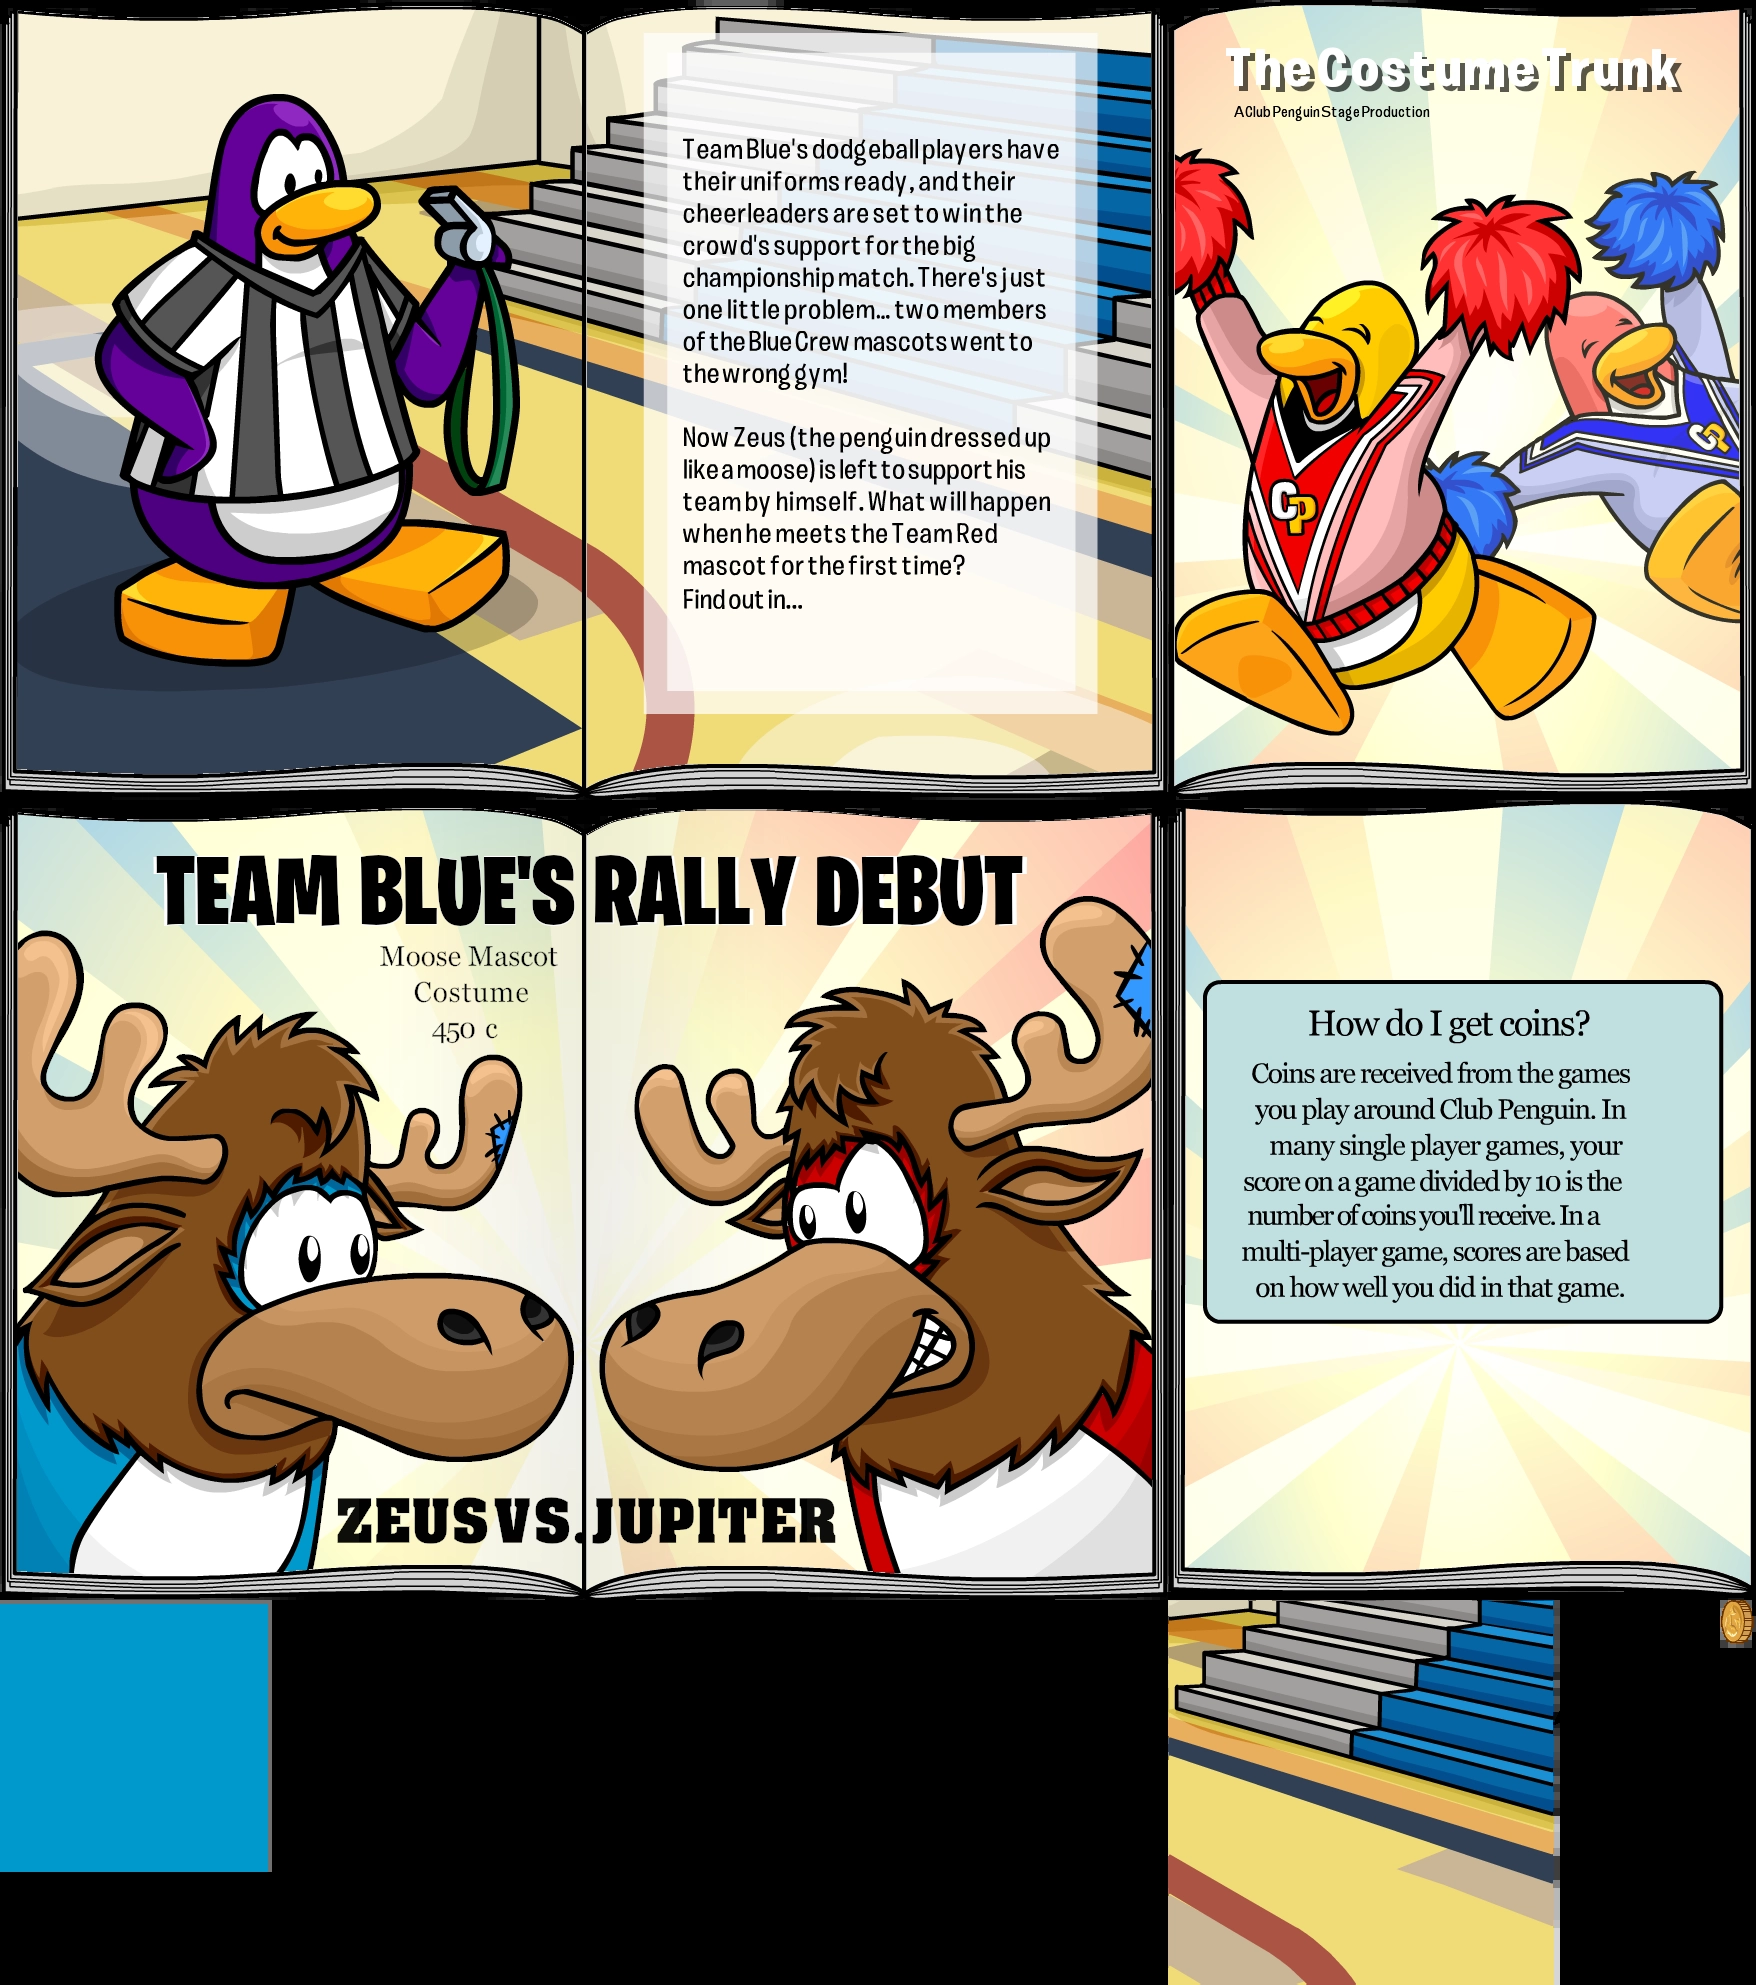 Team Blue's dodgeball players have
their uniforms ready, and their
cheerleaders are set to win the
crowd's support for the big
championship match. There's just
one little problem... two members
of the Blue Crew mascots went to
the wrong gym!
Now Zeus (the penguin dressed up
like a moose) is left to support his
team by himself. What will happen
when he meets the Team Red
mascot for the first time?
Find out in...
The Costume Trunk
A Club Penguin Stage Production
CP
CP
TEAM BLUE'S RALLY DEBUT
Moose Mascot
Costume
450 c
ZEUS VS. JUPITER
How do I get coins?
Coins are received from the games
you play around Club Penguin. In
many single player games, your
score on a game divided by 10 is the
number of coins you'll receive. In a
multi-player game, scores are based
on how well you did in that game.